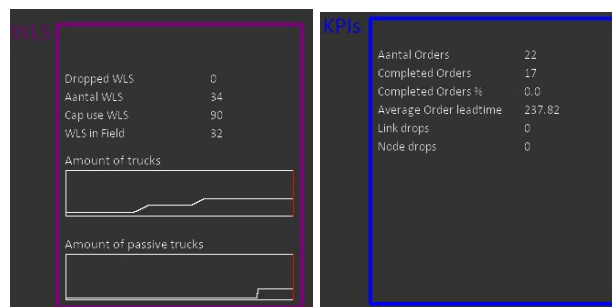 WLS
Dropped WLS 0
Aantal WLS 34
Cap use WLS 90
WLS in Field 32
Amount of trucks
Amount of passive trucks
KPIs
Aantal Orders 22
Completed Orders 17
Completed Orders % 0.0
Average Order leadtime 237.82
Link drops 0
Node drops 0